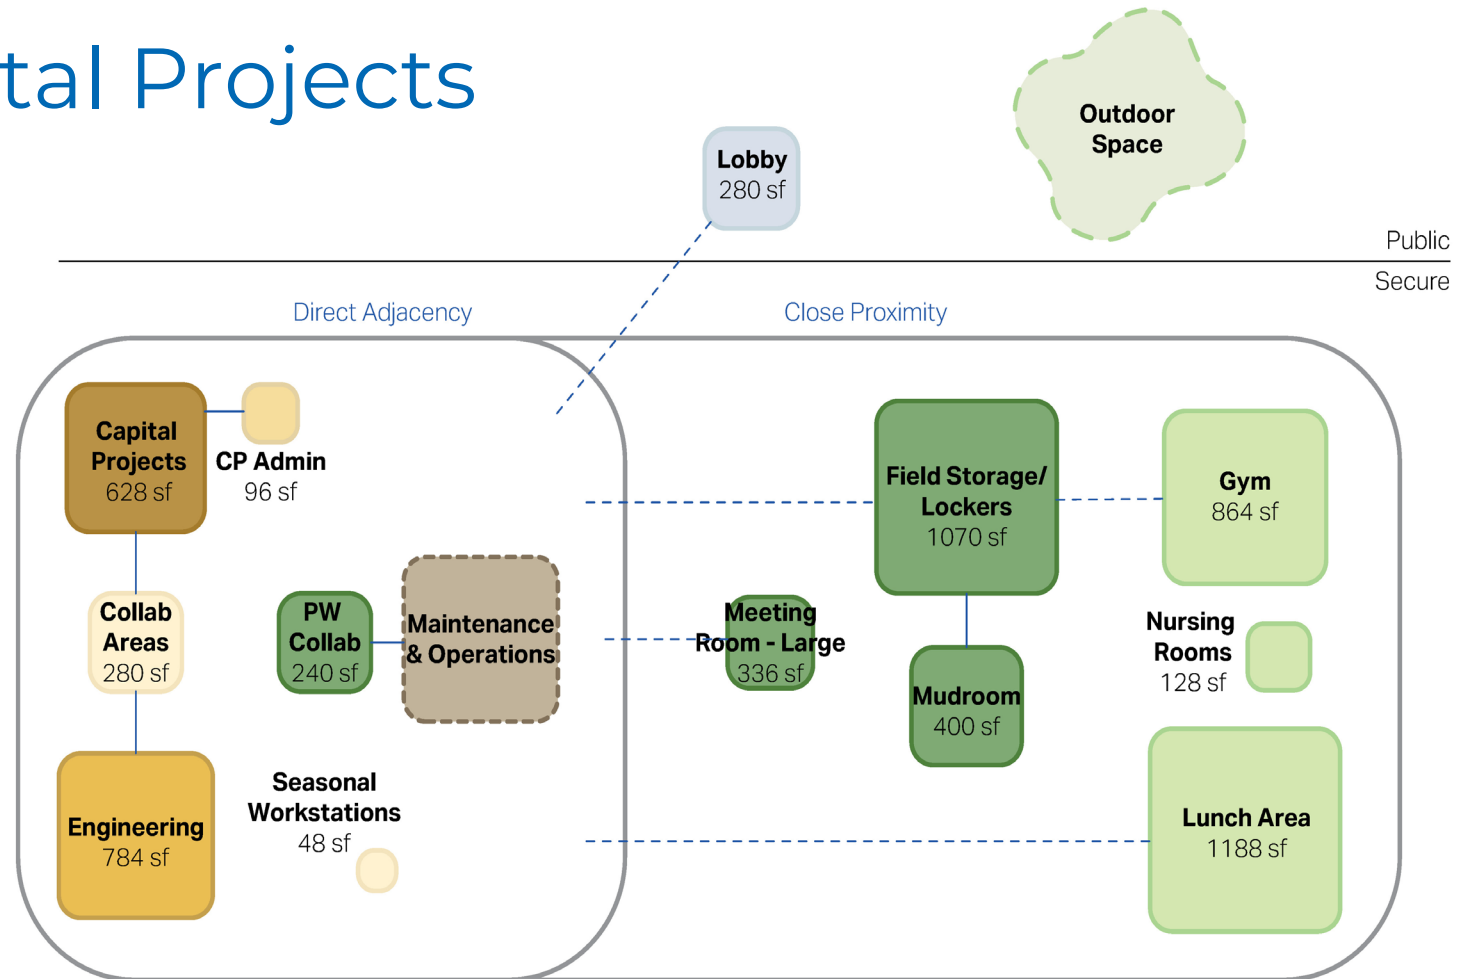 tal Projects
Outdoor
Space
Lobby
280 sf
Public
Secure
Direct Adjacency
Close Proximity
Capital
Projects
628 sf
CP Admin
96 sf
Field Storage/
Lockers
1070 sf
Gym
864 sf
Collab
Areas
280 sf
PW
Collab
240 sf
Maintenance
& Operations
Meeting
Room - Large
336 sf
Mudroom
400 sf
Nursing
Rooms
128 sf
Engineering
784 sf
Seasonal
Workstations
48 sf
Lunch Area
1188 sf